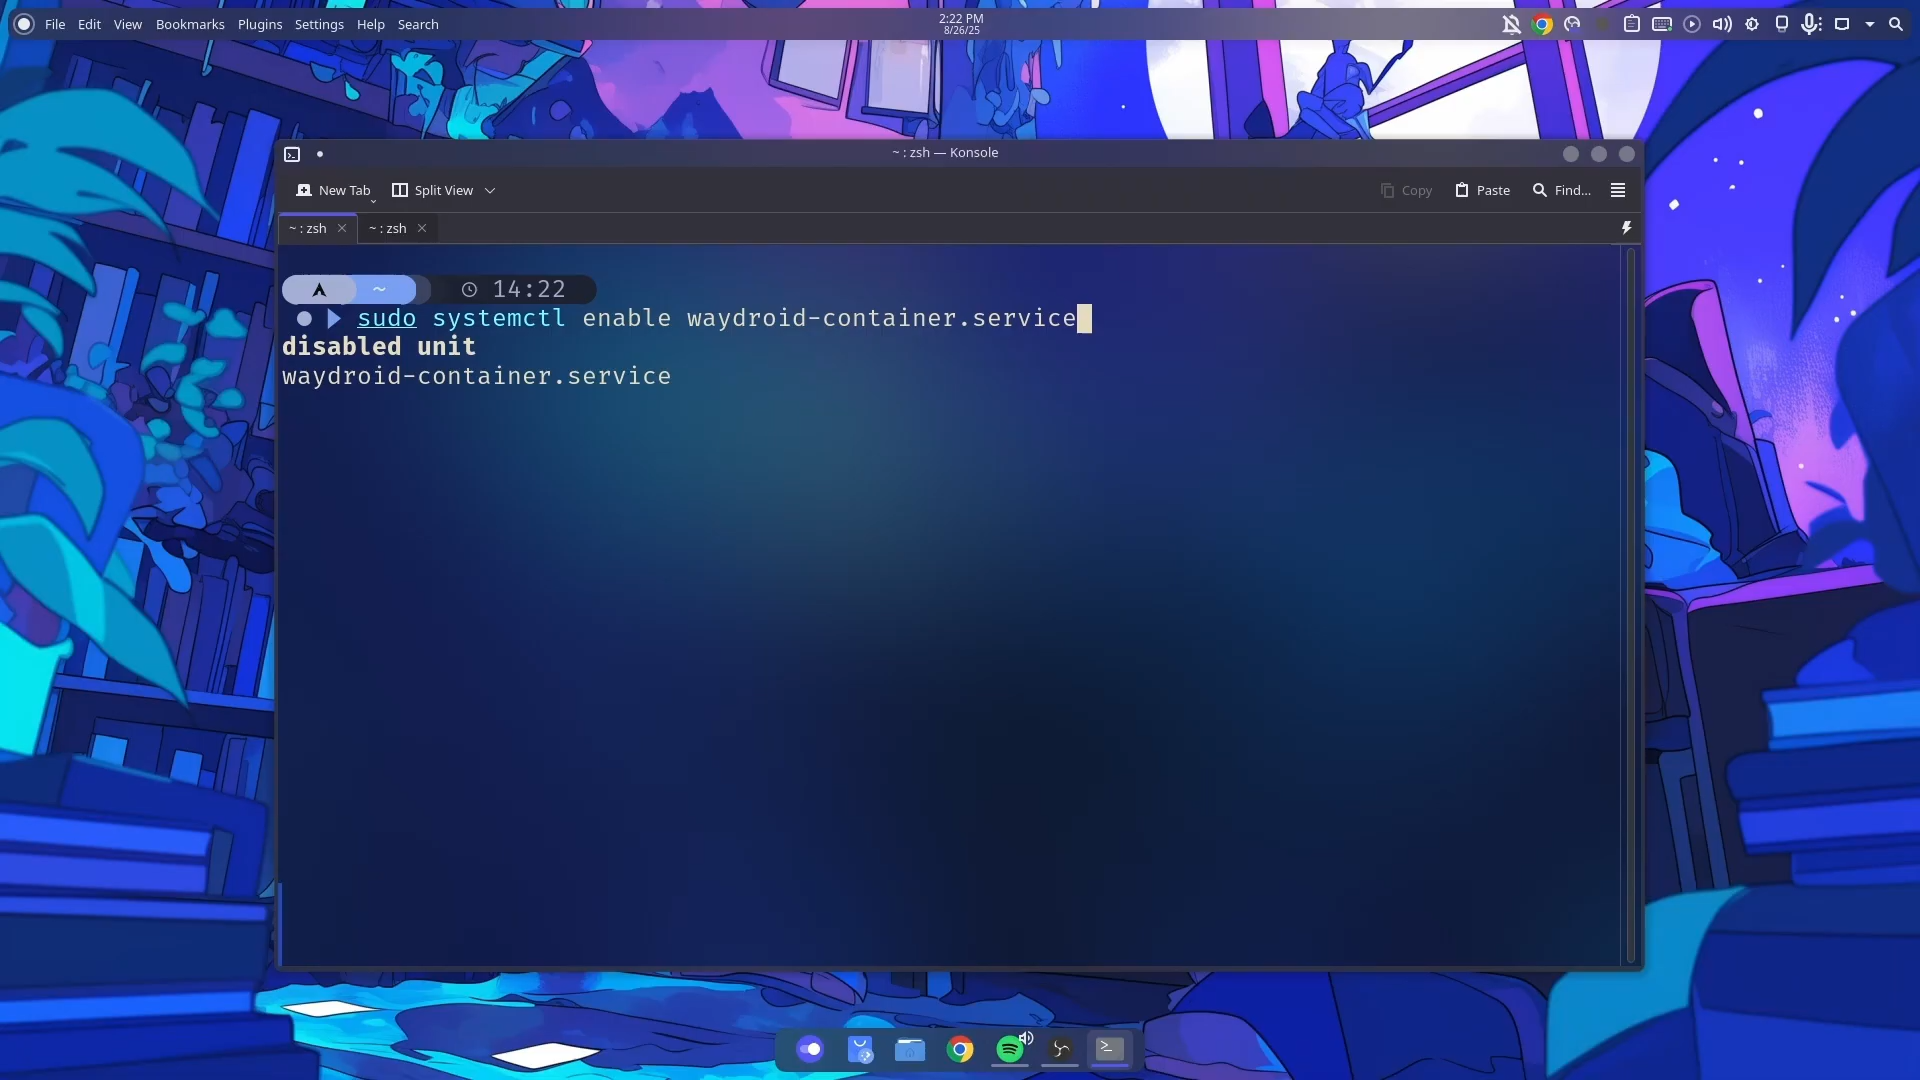 File Edit View Bookmarks Plugins Settings Help Search
2:22 PM
8/26/25
~ : zsh — Konsole
New Tab Split View Copy Paste Find...
~ : zsh ~ : zsh
~ 14:22
sudo systemctl enable waydroid-container.service
disabled unit
waydroid-container.service